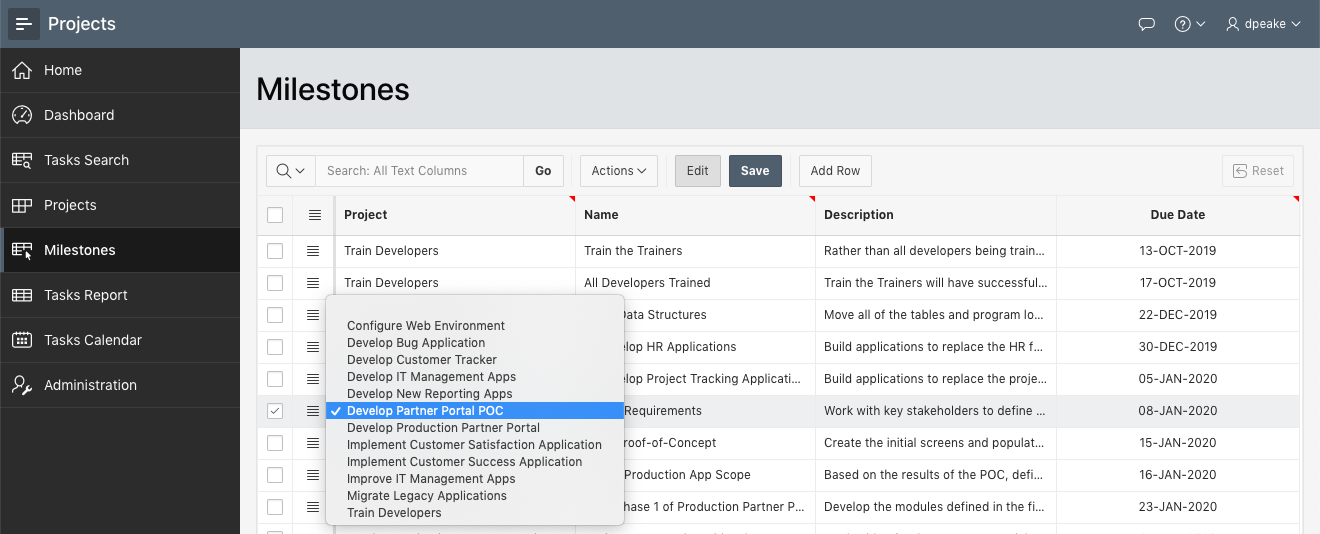 Projects
dpeake
Home
Dashboard
Tasks Search
Projects
Milestones
Tasks Report
Tasks Calendar
Administration
Milestones
Search: All Text Columns Go Actions Edit Save Add Row Reset
Project Name Description Due Date
Train Developers Train the Trainers Rather than all developers being train... 13-OCT-2019
Train Developers All Developers Trained Train the Trainers will have successful... 17-OCT-2019
Data Structures Move all of the tables and program lo... 22-DEC-2019
HR Applications Build applications to replace the HR f... 30-DEC-2019
Project Tracking Applicati... Build applications to replace the proje... 05-JAN-2020
Requirements Work with key stakeholders to define ... 08-JAN-2020
roof-of-Concept Create the initial screens and populat... 15-JAN-2020
Production App Scope Based on the results of the POC, defi... 16-JAN-2020
hase 1 of Production Partner P... Develop the modules defined in the fi... 23-JAN-2020
Configure Web Environment
Develop Bug Application
Develop Customer Tracker
Develop IT Management Apps
Develop New Reporting Apps
Develop Partner Portal POC
Develop Production Partner Portal
Implement Customer Satisfaction Application
Implement Customer Success Application
Improve IT Management Apps
Migrate Legacy Applications
Train Developers